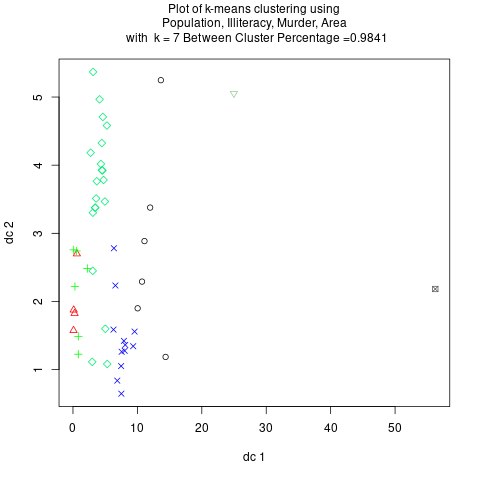 Plot of k-means clustering using
Population, Illiteracy, Murder, Area
with k = 7 Between Cluster Percentage =0.9841
5
4
3
2
1
dc 2
0 10 20 30 40 50
dc 1